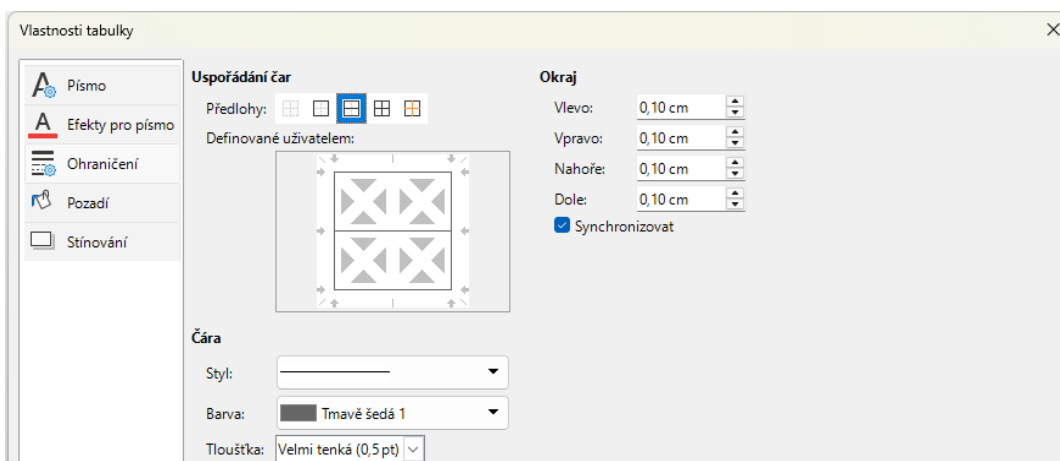 Vlastnosti tabulky
Písmo
Efekty pro písmo
Ohraničení
Pozadí
Stínování
Uspořádání čar
Předlohy:
Definované uživatelem:
Čára
Styl:
Barva: Tmavě šedá 1
Tloušťka: Velmi tenká (0,5 pt)
Okraj
Vlevo: 0,10 cm
Vpravo: 0,10 cm
Nahoře: 0,10 cm
Dole: 0,10 cm
Synchronizovat